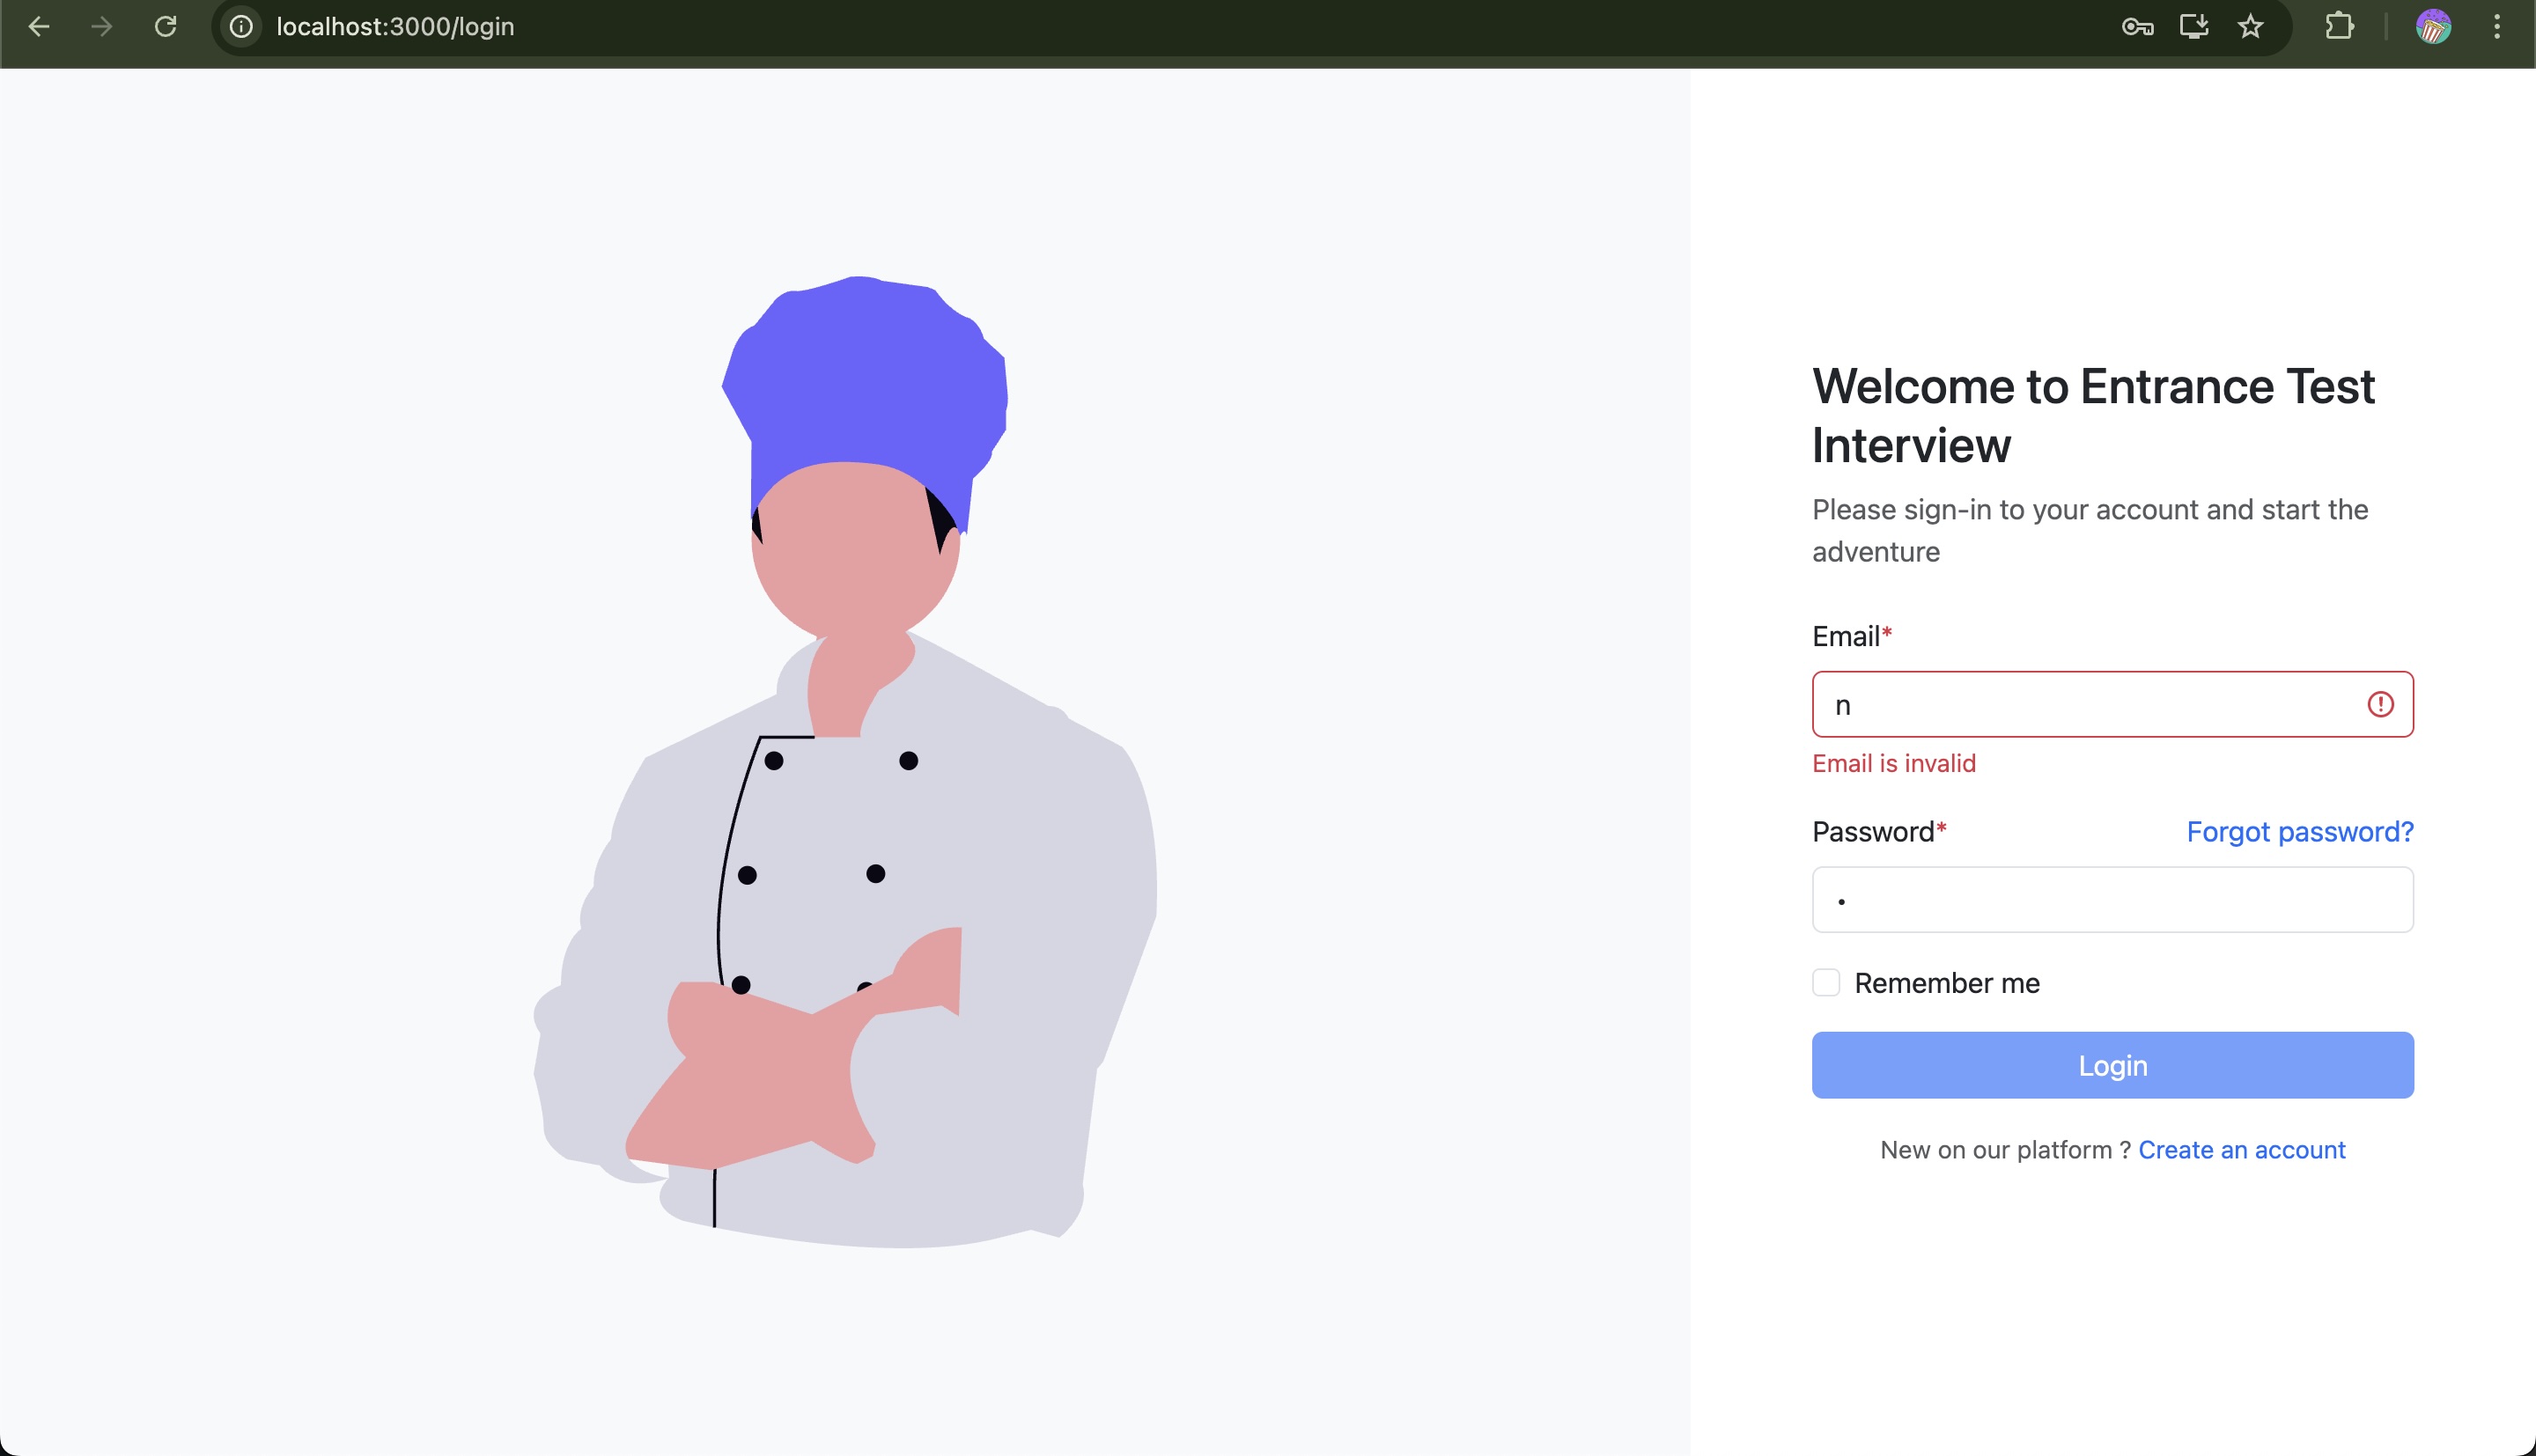 localhost:3000/login
Welcome to Entrance Test
Interview
Please sign-in to your account and start the
adventure
Email*
n
Email is invalid
Password*
Forgot password?
•
Remember me
Login
New on our platform ? Create an account